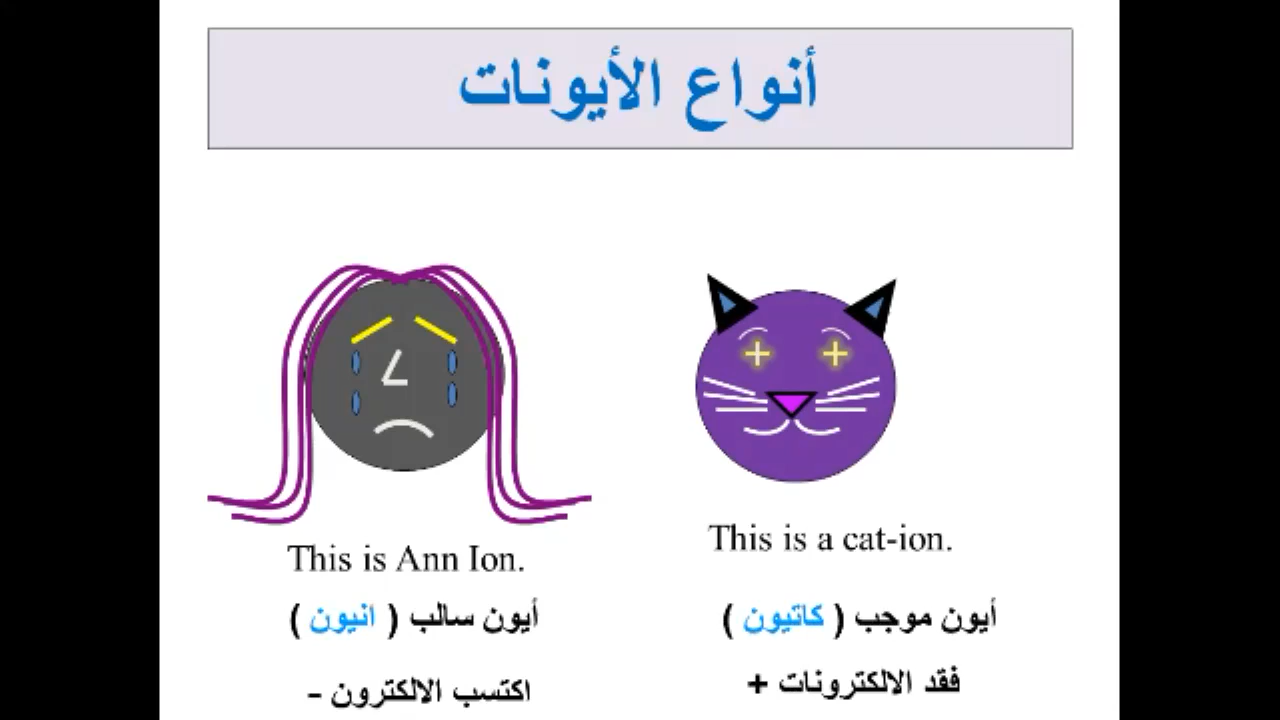 أنواع الأيونات
This is a cat-ion.
أيون موجب ( كاتيون )
فقد الالكترونات +
This is Ann Ion.
أيون سالب ( انيون )
اكتسب الالكترون -